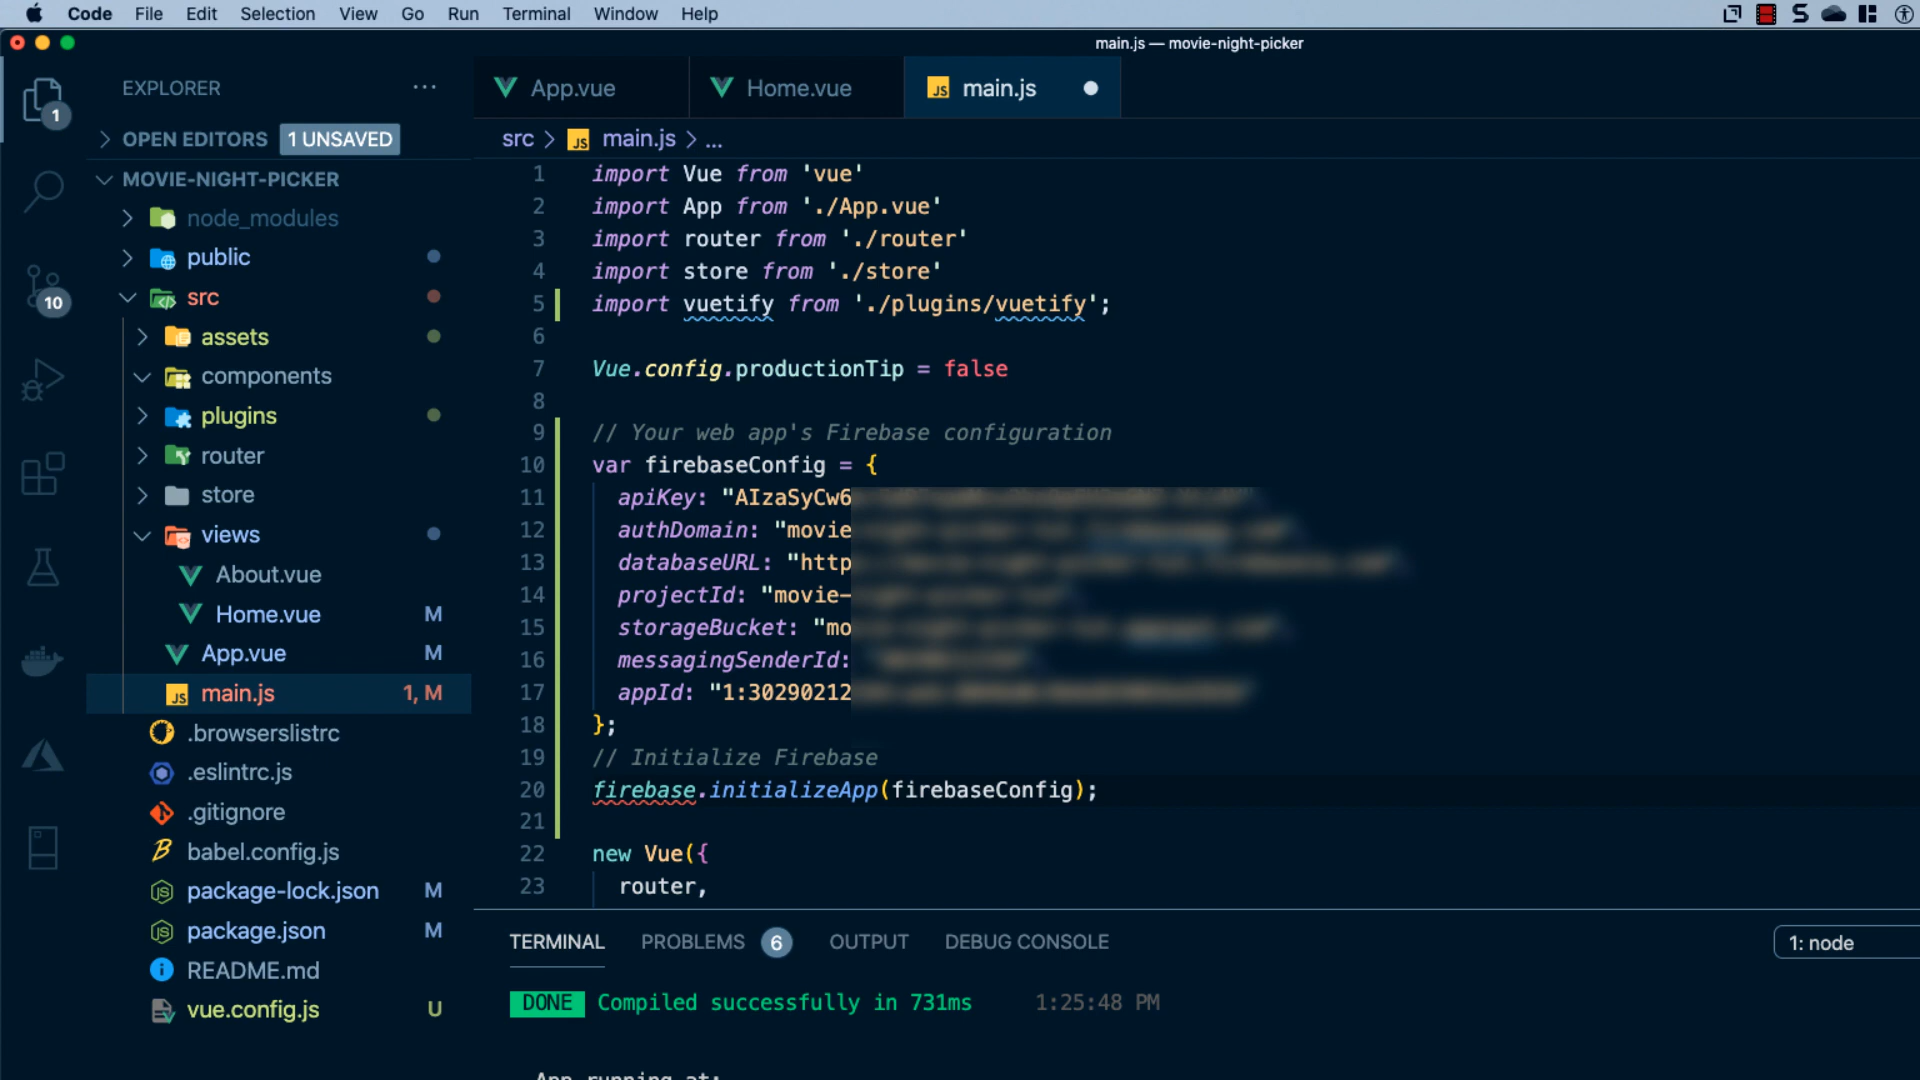 Code File Edit Selection View Go Run Terminal Window Help
main.js — movie-night-picker
EXPLORER
1
OPEN EDITORS 1 UNSAVED
MOVIE-NIGHT-PICKER
node_modules
public
src
assets
components
plugins
router
store
views
About.vue
Home.vue M
App.vue M
main.js 1, M
.browserslistrc
.eslintrc.js
.gitignore
babel.config.js
package-lock.json M
package.json M
README.md
vue.config.js U
10
App.vue Home.vue JS main.js
src > JS main.js > ...
1 import Vue from 'vue'
2 import App from './App.vue'
3 import router from './router'
4 import store from './store'
5 import vuetify from './plugins/vuetify';
6
7 Vue.config.productionTip = false
8
9 // Your web app's Firebase configuration
10 var firebaseConfig = {
11 apiKey: "AIzaSyCw6
12 authDomain: "movie
13 databaseURL: "http
14 projectId: "movie-
15 storageBucket: "mo
16 messagingSenderId:
17 appId: "1:30290212
18 };
19 // Initialize Firebase
20 firebase.initializeApp(firebaseConfig);
21
22 new Vue({
23 router,
TERMINAL PROBLEMS 6 OUTPUT DEBUG CONSOLE
1: node
DONE Compiled successfully in 731ms 1:25:48 PM
App running at: